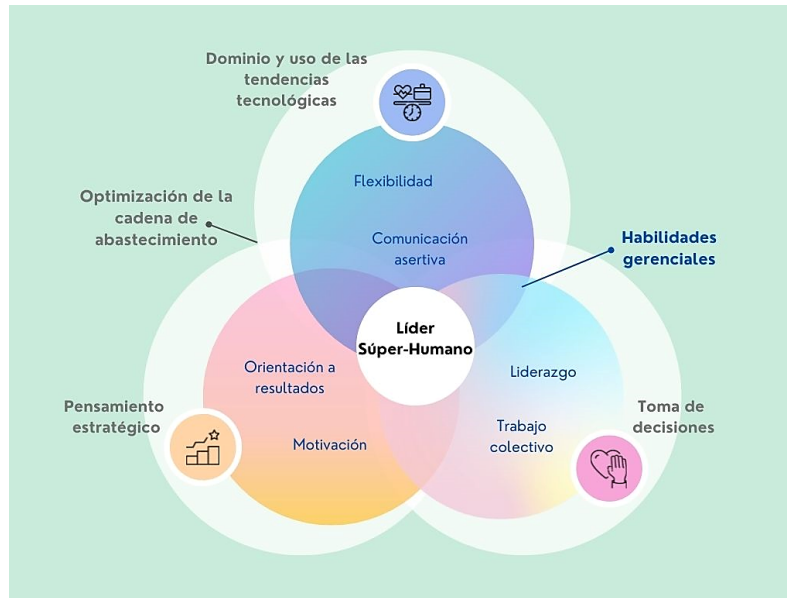 Dominio y uso de las
tendencias
tecnológicas
Flexibilidad
Optimización de la
cadena de
abastecimiento
Comunicación
asertiva
Habilidades
gerenciales
Líder
Súper-Humano
Orientación a
resultados
Liderazgo
Pensamiento
estratégico
Toma de
decisiones
Trabajo
colectivo
Motivación